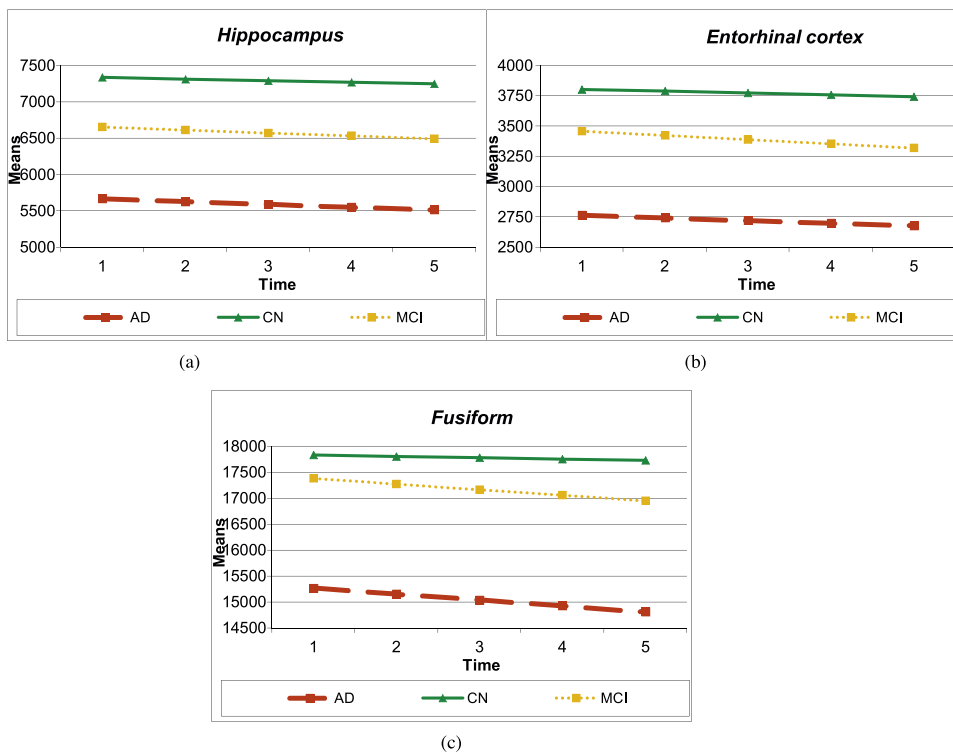 Hippocampus
7500
7000
6500
6000
5500
5000
Means
1 2 3 4 5
Time
AD CN MCI
(a)
Entorhinal cortex
4000
3750
3500
3250
3000
2750
2500
Means
1 2 3 4 5
Time
AD CN MCI
(b)
Fusiform
18000
17500
17000
16500
16000
15500
15000
14500
Means
1 2 3 4 5
Time
AD CN MCI
(c)